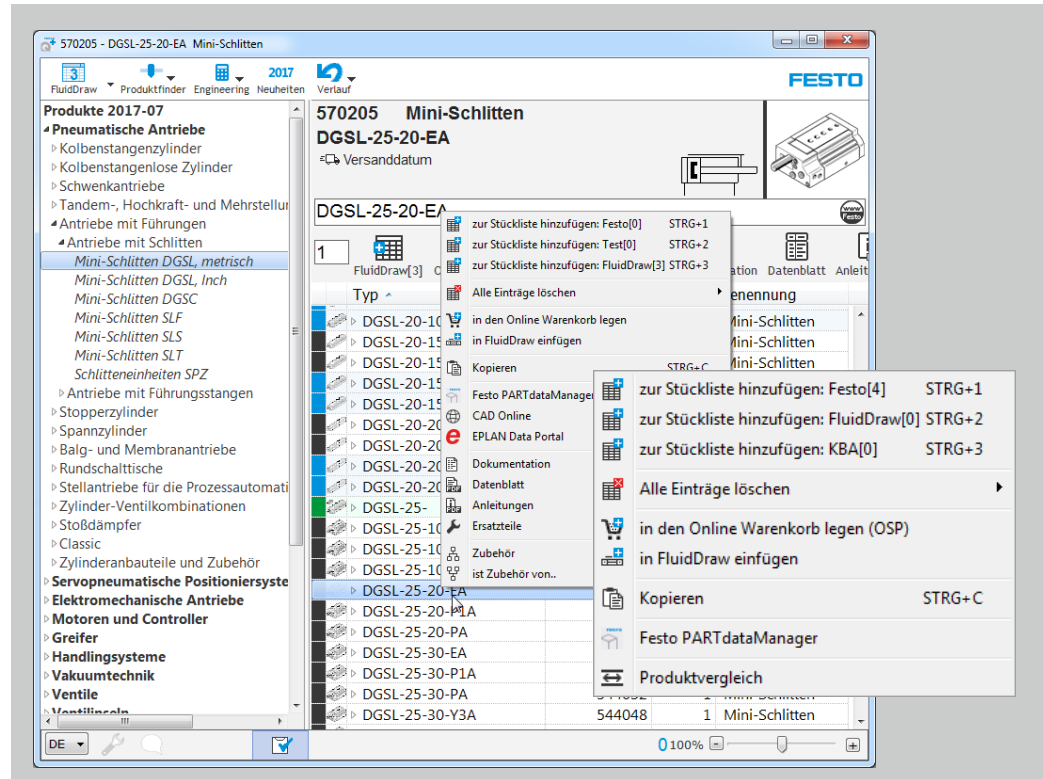 570205 - DGSL-25-20-EA Mini-Schlitten
FluidDraw
3
Produktfinder
Engineering
2017
Neuheiten
Verlauf
FESTO
Produkte 2017-07
Pneumatische Antriebe
Kolbenstangenzylinder
Kolbenstangenlose Zylinder
Schwenkantriebe
Tandem-, Hochkraft- und Mehrstellur
Antriebe mit Führungen
Antriebe mit Schlitten
Mini-Schlitten DGSL, metrisch
Mini-Schlitten DGSL, Inch
Mini-Schlitten DGSC
Mini-Schlitten SLF
Mini-Schlitten SLS
Mini-Schlitten SLT
Schlitteneinheiten SPZ
Antriebe mit Führungsstangen
Stopperzylinder
Spannzylinder
Balg- und Membranantriebe
Rundschalttische
Stellantriebe für die Prozessautomati
Zylinder-Ventilkombinationen
Stoßdämpfer
Classic
Zylinderanbauteile und Zubehör
Servopneumatische Positioniersyste
Elektromechanische Antriebe
Motoren und Controller
Greifer
Handlingsysteme
Vakuumtechnik
Ventile
Ventilinseln
DE
570205 Mini-Schlitten
DGSL-25-20-EA
Versanddatum
DGSL-25-20-EA
www Festo
1
FluidDraw[3]
ation
Datenblatt
Anleit
Typ
enennung
DGSL-20-10 Mini-Schlitten
DGSL-20-15 Mini-Schlitten
DGSL-20-15 Mini-Schlitten
DGSL-20-15
DGSL-20-15
DGSL-20-20
DGSL-20-20
DGSL-20-20
DGSL-20-20
DGSL-25-
DGSL-25-10
DGSL-25-10
DGSL-25-10
DGSL-25-20-EA
DGSL-25-20-P1A
DGSL-25-20-PA
DGSL-25-30-EA
DGSL-25-30-P1A
DGSL-25-30-PA 1 Mini-Schlitten
DGSL-25-30-Y3A 544048 1 Mini-Schlitten
100%
zur Stückliste hinzufügen: Festo[0] STRG+1
zur Stückliste hinzufügen: Test[0] STRG+2
zur Stückliste hinzufügen: FluidDraw[3] STRG+3
Alle Einträge löschen
in den Online Warenkorb legen
in FluidDraw einfügen
Kopieren STRG+C
Festo PARTdataManager
CAD Online
EPLAN Data Portal
Dokumentation
Datenblatt
Anleitungen
Ersatzteile
Zubehör
ist Zubehör von..
zur Stückliste hinzufügen: Festo[4] STRG+1
zur Stückliste hinzufügen: FluidDraw[0] STRG+2
zur Stückliste hinzufügen: KBA[0] STRG+3
Alle Einträge löschen
in den Online Warenkorb legen (OSP)
in FluidDraw einfügen
Kopieren STRG+C
Festo PARTdataManager
Produktvergleich